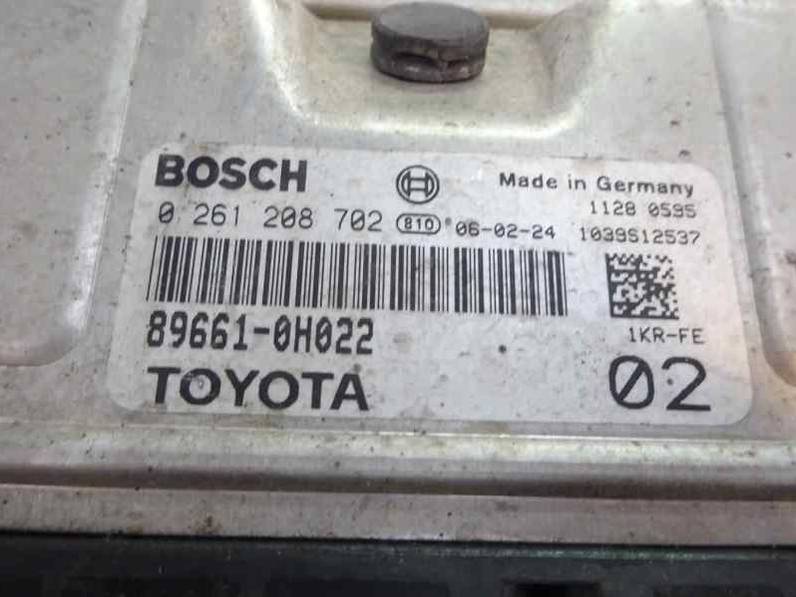 BOSCH Made in Germany
1128 0595
0 261 208 702 810 06-02-24 1039S12537
89661-0H022 1KR-FE
TOYOTA 02